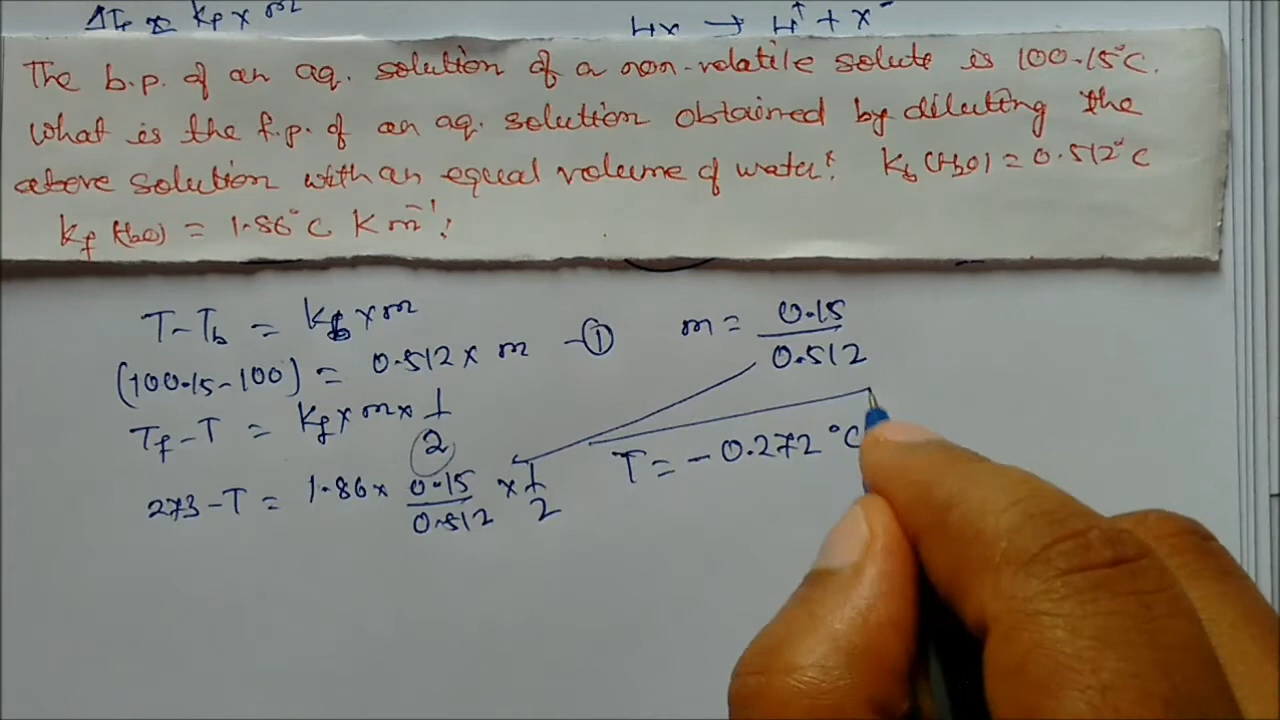 ΔTf = kf × m
Hx → H⁺ + x⁻
The b.p. of an aq. solution of a non-volatile solute is 100.15°C.
What is the f.p. of an aq. solution obtained by diluting the
above solution with an equal volume of water? Kb (H2O) = 0.512°C
Kf (H2O) = 1.86°C K m⁻¹;
T - Tb = Kb × m
(100.15 - 100) = 0.512 × m - ①
m = 0.15 / 0.512
Tf - T = Kf × m × 1/2
273 - T = 1.86 × 0.15/0.512 × 1/2
T = - 0.272 °C